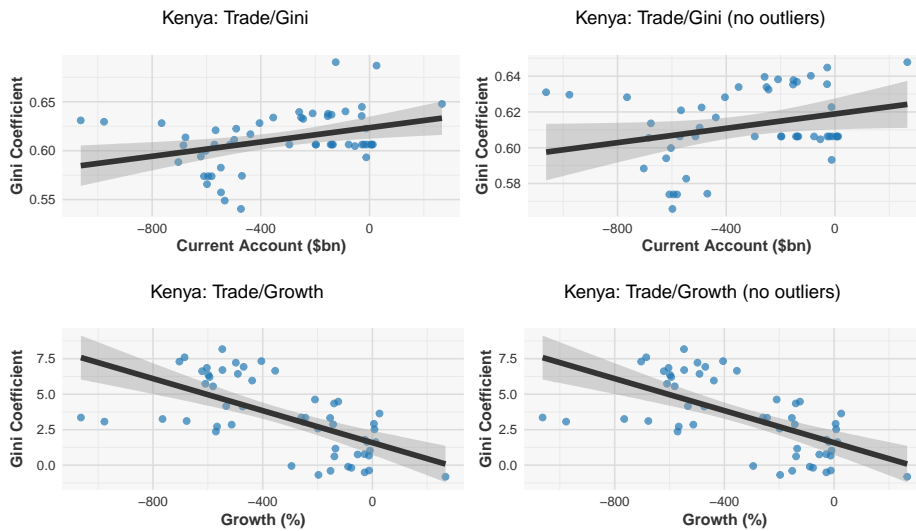 Kenya: Trade/Gini
Kenya: Trade/Gini (no outliers)
Gini Coefficient
0.65
0.60
0.55
−800
−400
0
Current Account ($bn)
Gini Coefficient
0.64
0.62
0.60
0.58
−800
−400
0
Current Account ($bn)
Kenya: Trade/Growth
Kenya: Trade/Growth (no outliers)
Gini Coefficient
7.5
5.0
2.5
0.0
−800
−400
0
Growth (%)
Gini Coefficient
7.5
5.0
2.5
0.0
−800
−400
0
Growth (%)